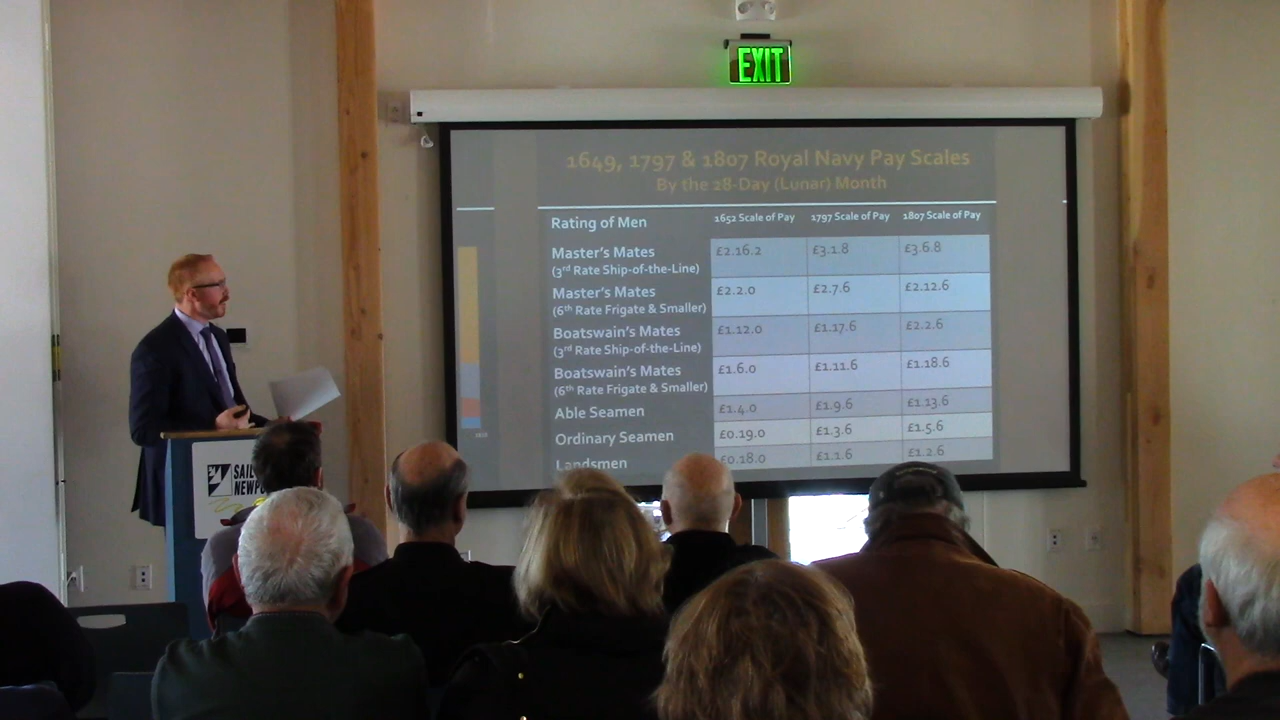 EXIT
1649, 1797 & 1807 Royal Navy Pay Scales
By the 28-Day (Lunar) Month
Rating of Men 1652 Scale of Pay 1797 Scale of Pay 1807 Scale of Pay
Master's Mates £2.16.2 £3.1.8 £3.6.8
(3rd Rate Ship-of-the-Line)
Master's Mates £2.2.0 £2.7.6 £2.12.6
(6th Rate Frigate & Smaller)
Boatswain's Mates £1.12.0 £1.17.6 £2.2.6
(3rd Rate Ship-of-the-Line)
Boatswain's Mates £1.6.0 £1.11.6 £1.18.6
(6th Rate Frigate & Smaller)
Able Seamen £1.4.0 £1.9.6 £1.13.6
Ordinary Seamen £0.19.0 £1.3.6 £1.5.6
Landsmen £0.18.0 £1.1.6 £1.2.6
SAIL
NEWPO